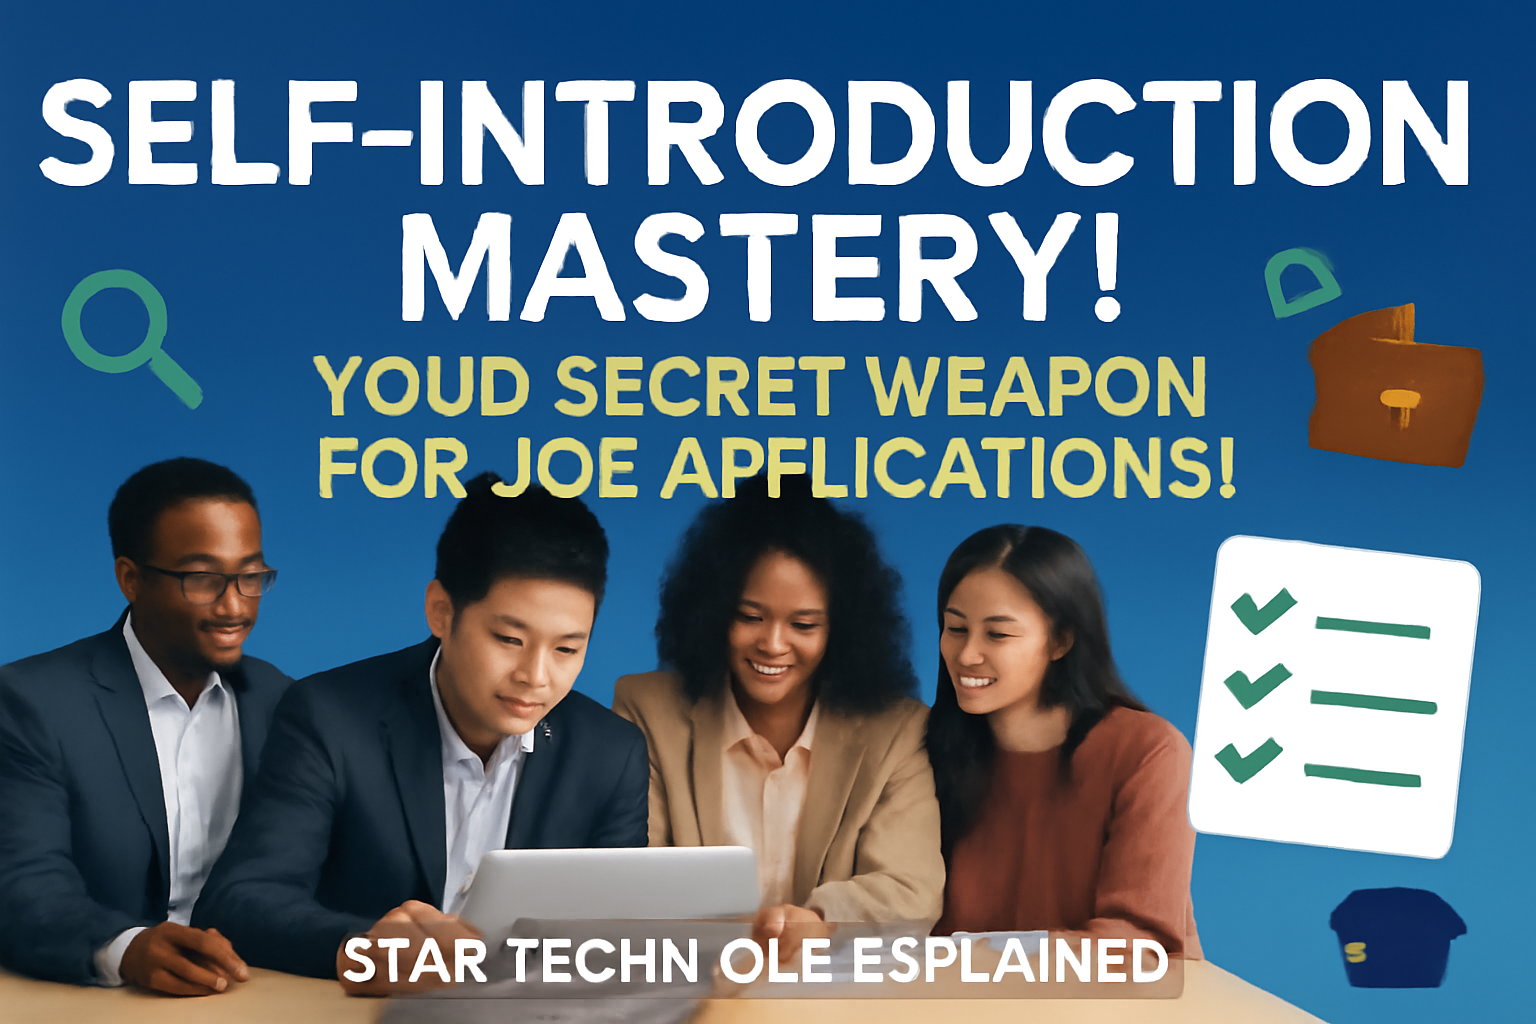 SELF-INTRODUCTION
MASTERY!
YOUD SECRET WEAPON
FOR JOE APFLICATIONS!
STAR TECHN OLE ESPLAINED
S